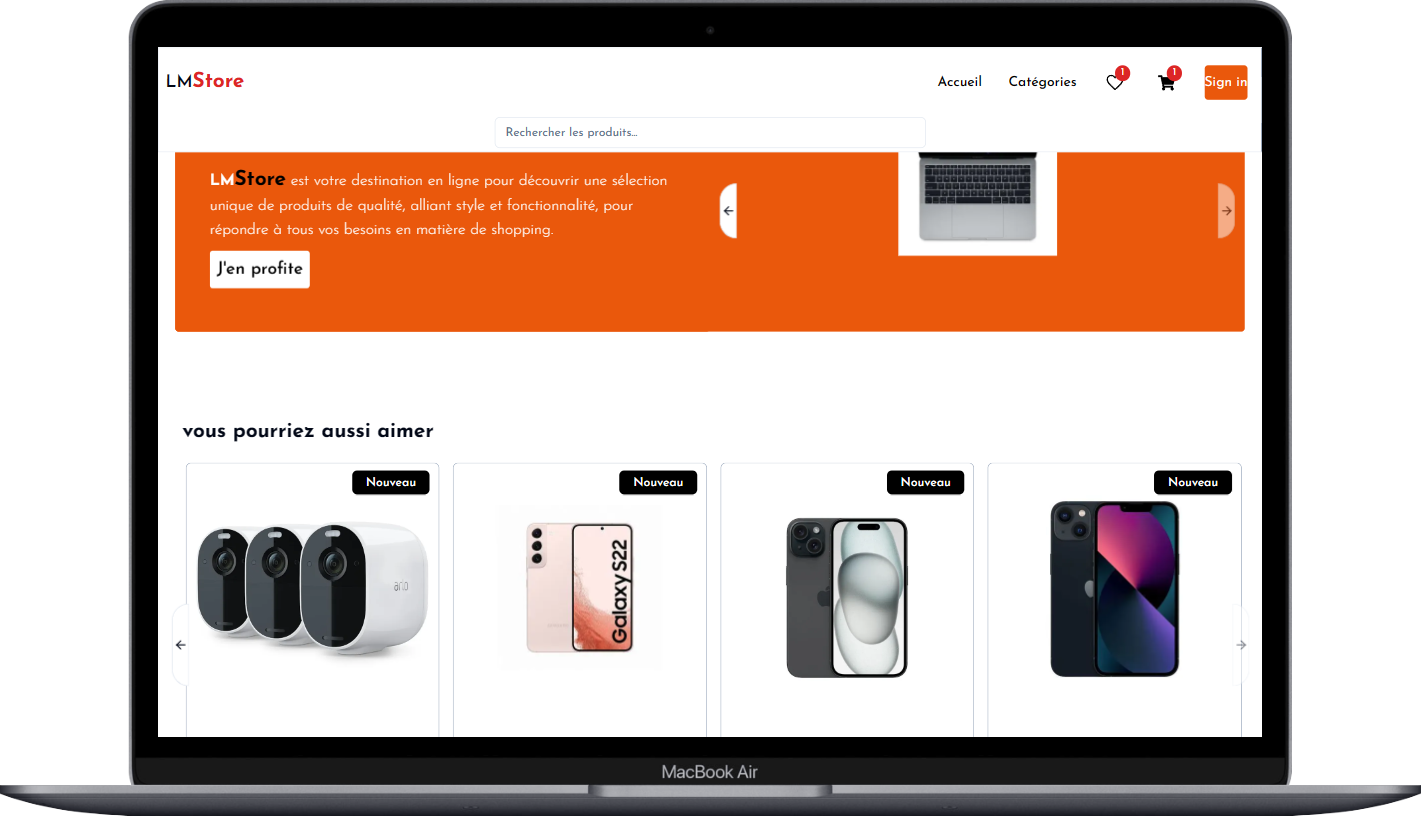 LMStore
Accueil
Catégories
1
1
Sign in
Rechercher les produits...
LMStore est votre destination en ligne pour découvrir une sélection
unique de produits de qualité, alliant style et fonctionnalité, pour
répondre à tous vos besoins en matière de shopping.
J'en profite
vous pourriez aussi aimer
Nouveau
Nouveau
Nouveau
Nouveau
arlo
Galaxy S22
MacBook Air